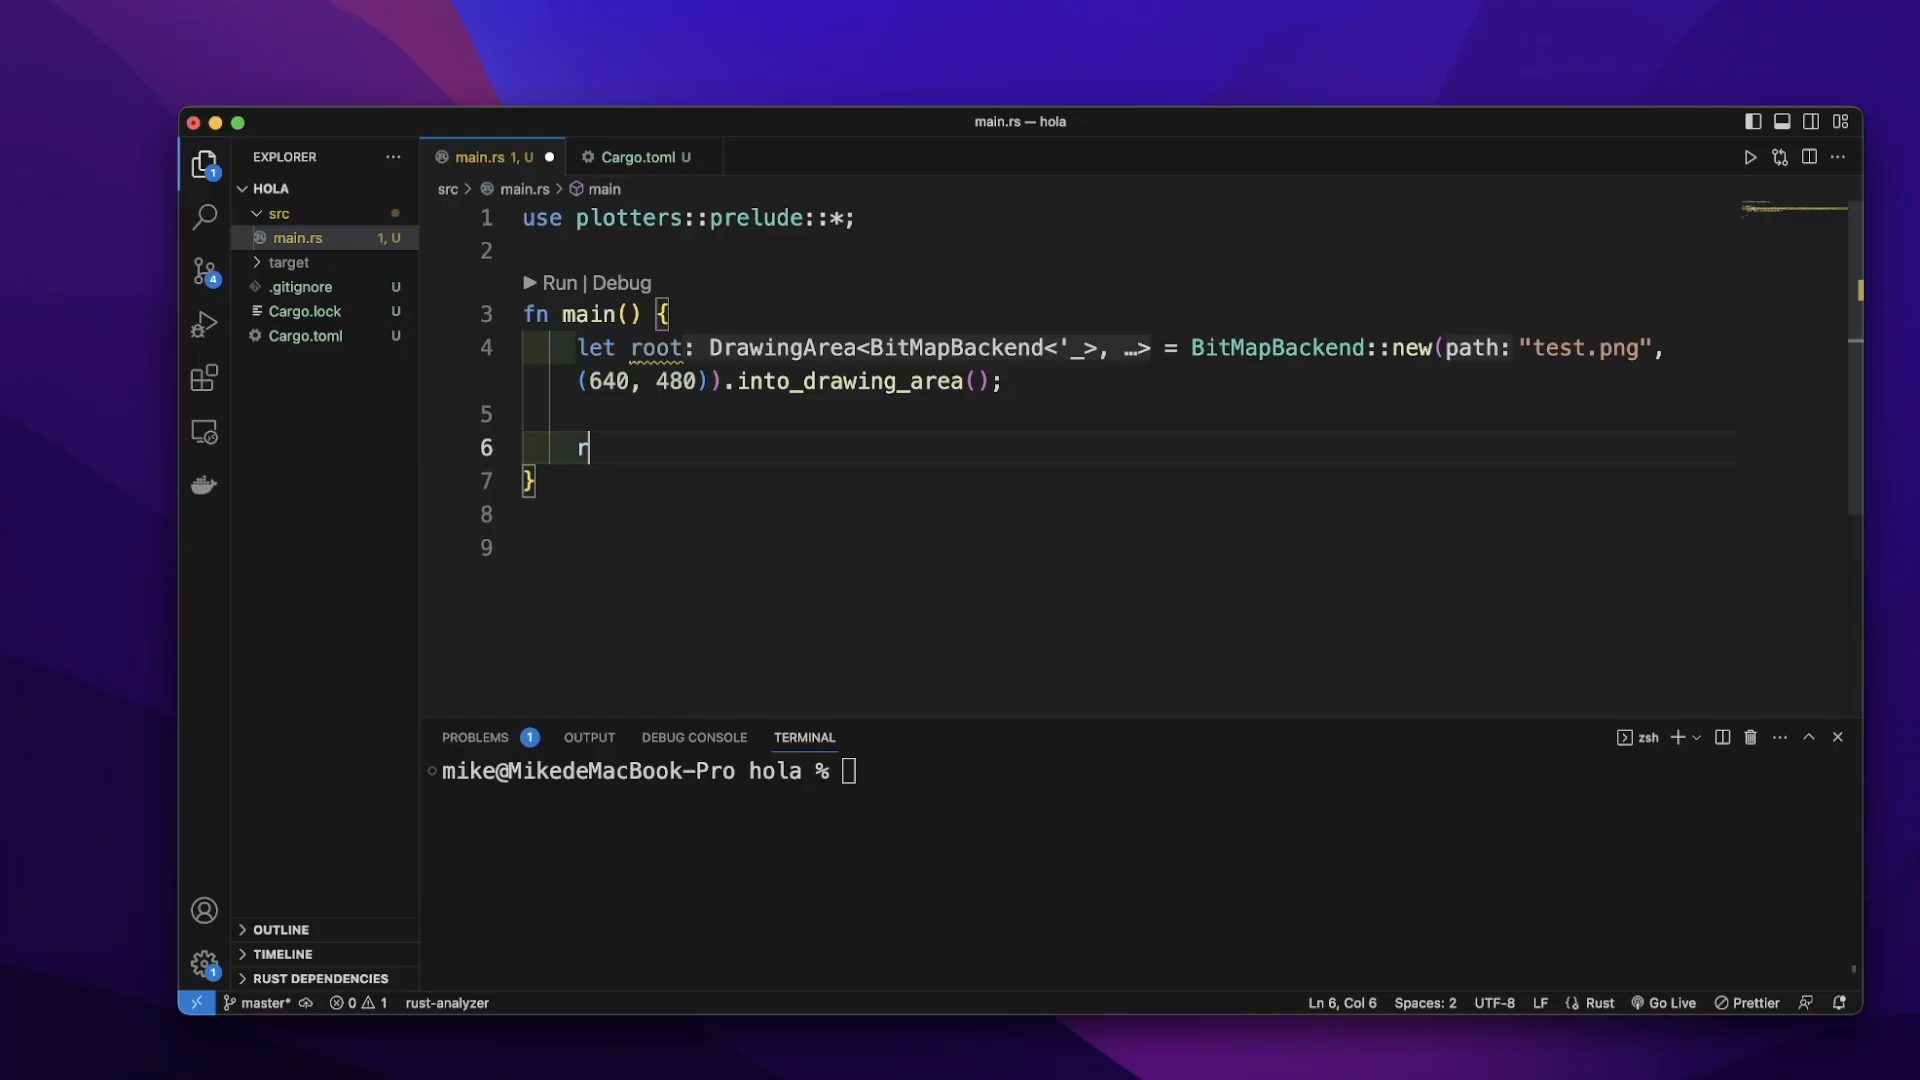 main.rs — hola
EXPLORER
HOLA
src
main.rs 1, U
target
.gitignore U
Cargo.lock U
Cargo.toml U
OUTLINE
TIMELINE
RUST DEPENDENCIES
main.rs 1, U
Cargo.toml U
src > main.rs > main
1 use plotters::prelude::*;
2
Run | Debug
3 fn main() {
4 let root: DrawingArea<BitMapBackend<'_>, …> = BitMapBackend::new(path: "test.png",
(640, 480)).into_drawing_area();
5
6 r
7 }
8
9
PROBLEMS 1 OUTPUT DEBUG CONSOLE TERMINAL
zsh
mike@MikedeMacBook-Pro hola %
1
4
1
master* 0 1 rust-analyzer
Ln 6, Col 6 Spaces: 2 UTF-8 LF Rust Go Live Prettier